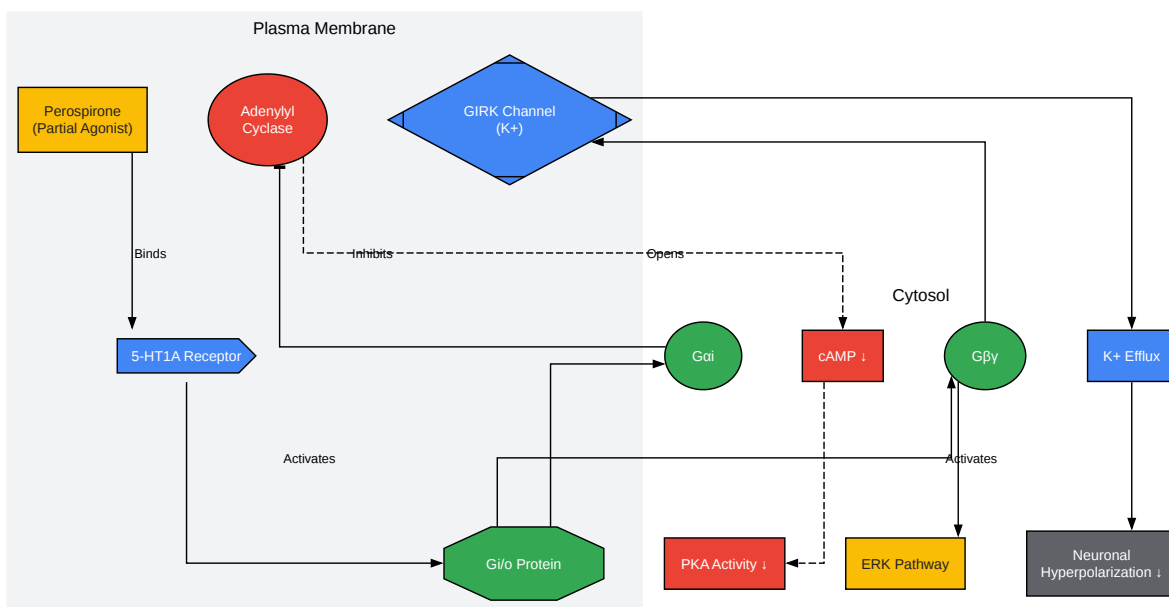 Plasma Membrane
Perospirone
(Partial Agonist)
Adenylyl
Cyclase
GIRK Channel
(K+)
Binds
Inhibits
Opens
Cytosol
5-HT1A Receptor
Gαi
cAMP ↓
Gβγ
K+ Efflux
Activates
Activates
Gi/o Protein
PKA Activity ↓
ERK Pathway
Neuronal
Hyperpolarization ↓